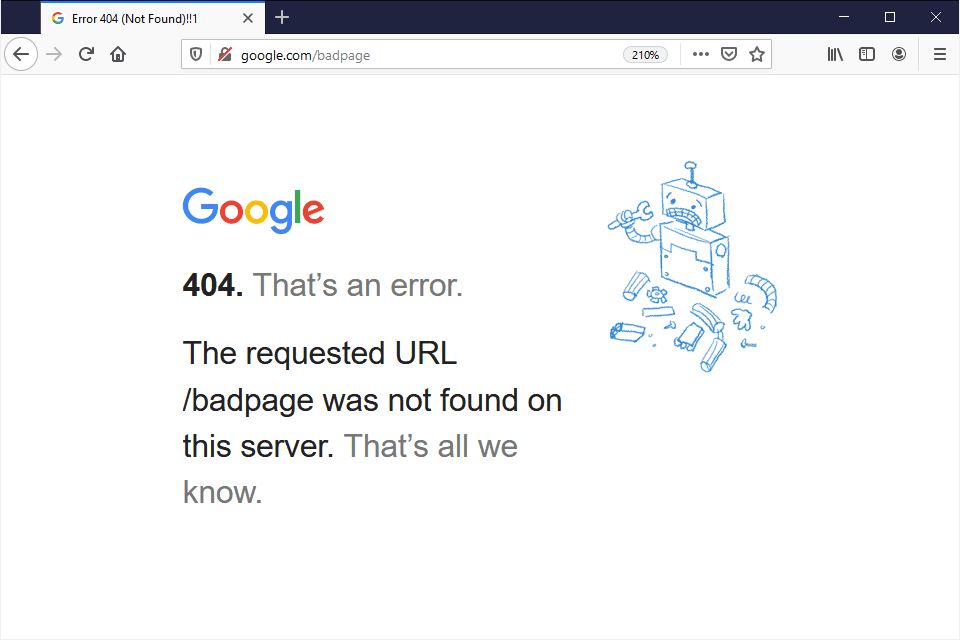 Error 404 (Not Found)!!1
google.com/badpage
210%
Google
404. That’s an error.
The requested URL
/badpage was not found on
this server. That’s all we
know.